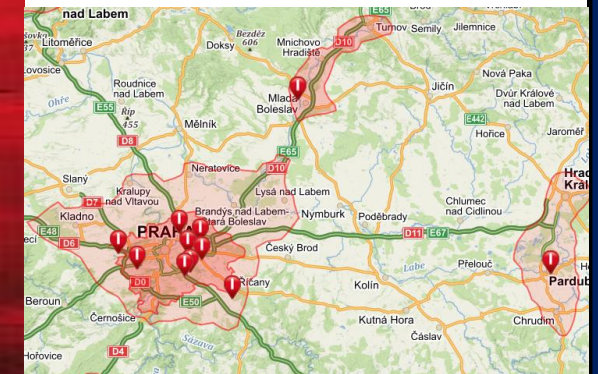 nad Labem
E65
Turnov
Semily
Jilemnice
Bezděz
606
Mnichovo
Hradiště
D10
Litoměřice
Doksy
Lovosice
Roudnice
nad Labem
Mladá
Boleslav
Jičín
Nová Paka
Dvůr Králové
nad Labem
Ohře
E55
Říp
455
Mělník
D8
E442
Hořice
Jaroměř
E65
D10
Slaný
Neratovice
Kralupy
nad Vltavou
D7
Lysá nad Labem
Kladno
Brandýs nad Labem-
Stará Boleslav
Nymburk
Poděbrady
Chlumec
nad Cidlinou
E48
D6
PRAHA
D11
E67
Český Brod
Labe
Přelouč
D0
Říčany
Kolín
Pardub
Beroun
E50
Černošice
Kutná Hora
Chrudim
Čáslav
Sázava
D4
Hořovice